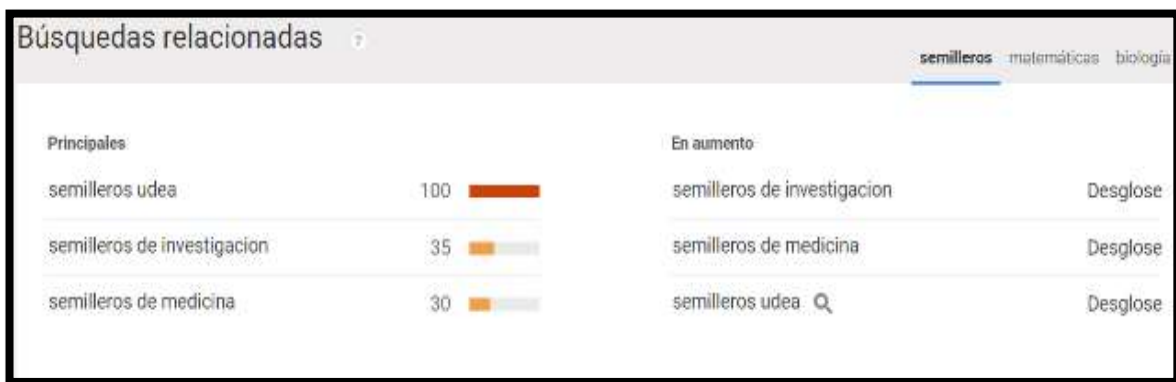 Búsquedas relacionadas ?
semilleros matemáticas biología
Principales
semilleros udea 100
semilleros de investigacion 35
semilleros de medicina 30
En aumento
semilleros de investigacion Desglose
semilleros de medicina Desglose
semilleros udea Desglose